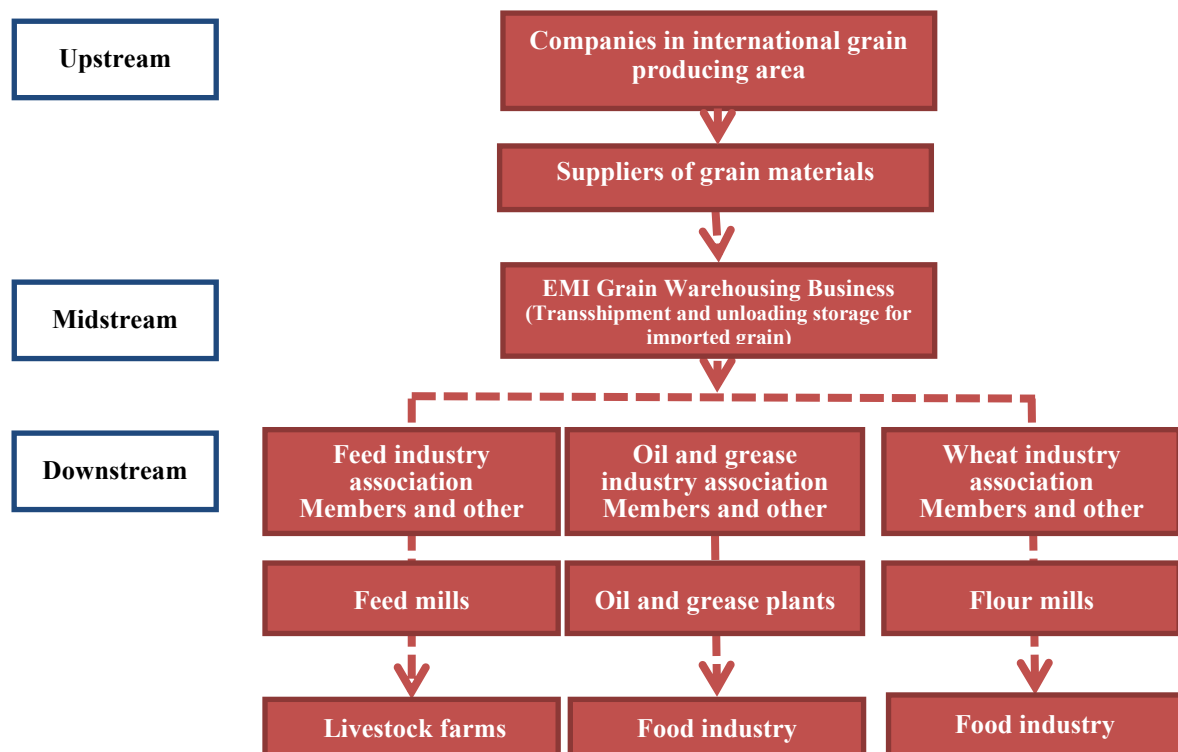 Upstream
Companies in international grain
producing area
Suppliers of grain materials
Midstream
EMI Grain Warehousing Business
(Transshipment and unloading storage for
imported grain)
Downstream
Feed industry
association
Members and other
Oil and grease
industry association
Members and other
Wheat industry
association
Members and other
Feed mills
Oil and grease plants
Flour mills
Livestock farms
Food industry
Food industry